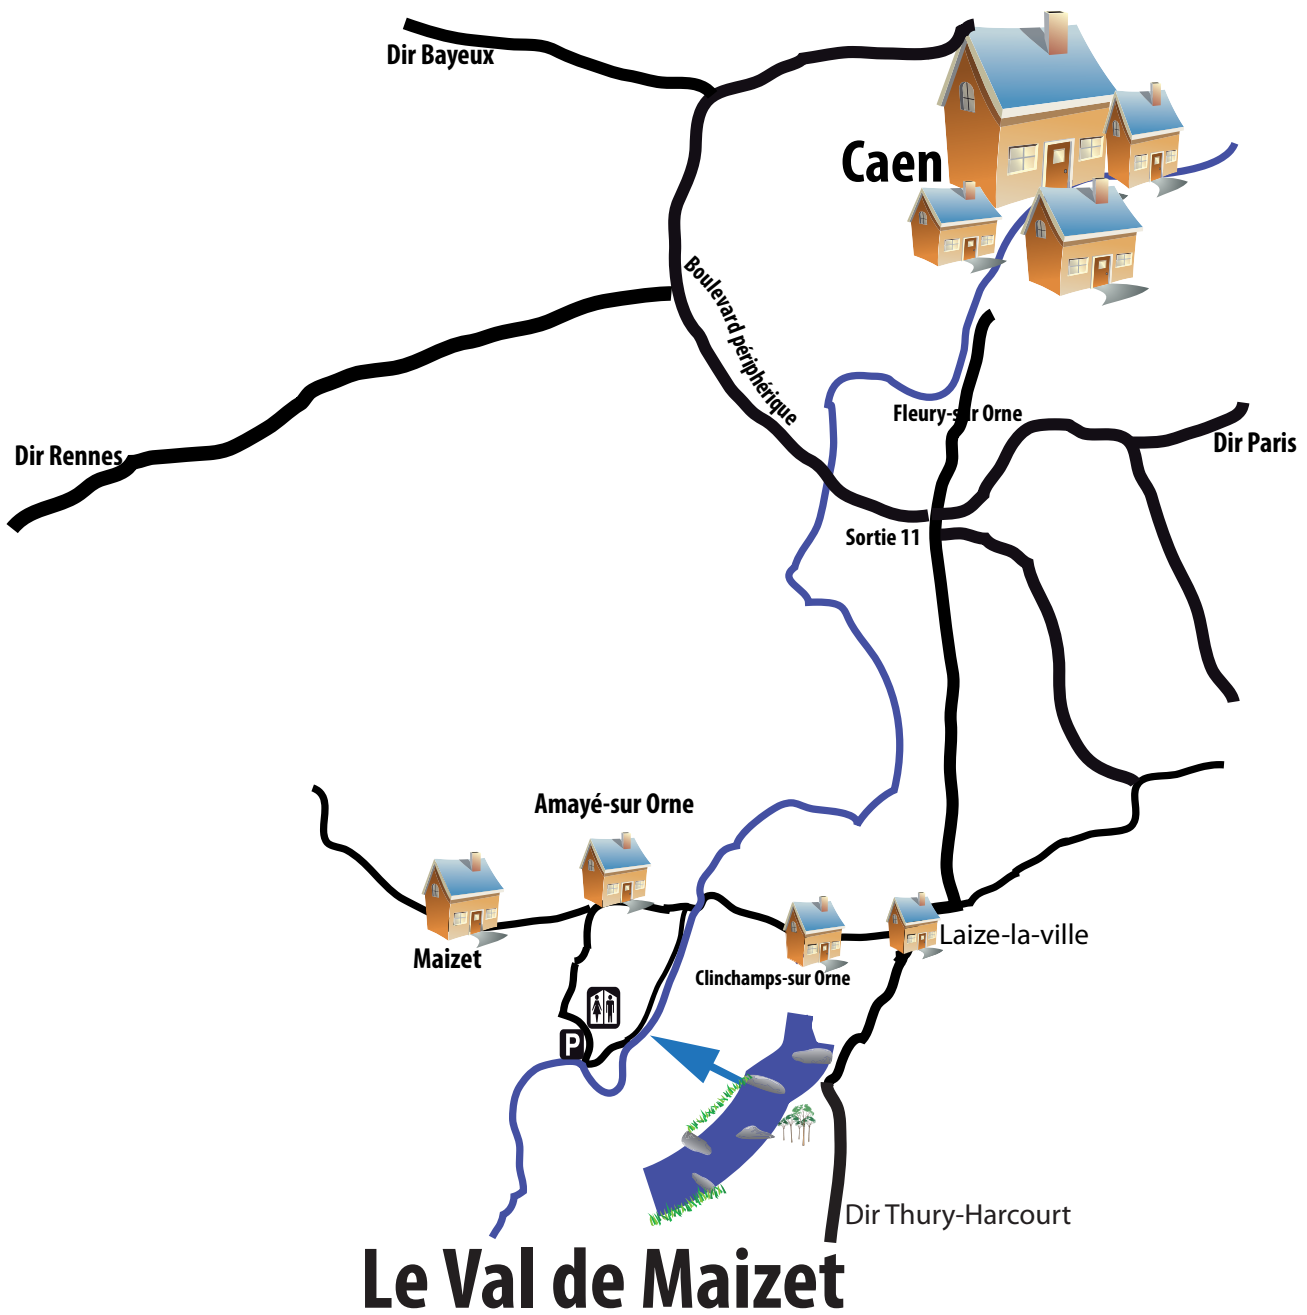 Dir Bayeux
Caen
Boulevard périphérique
Fleury-sur Orne
Dir Paris
Dir Rennes
Sortie 11
Amayé-sur Orne
Laize-la-ville
Maizet
Clinchamps-sur Orne
P
Dir Thury-Harcourt
Le Val de Maizet